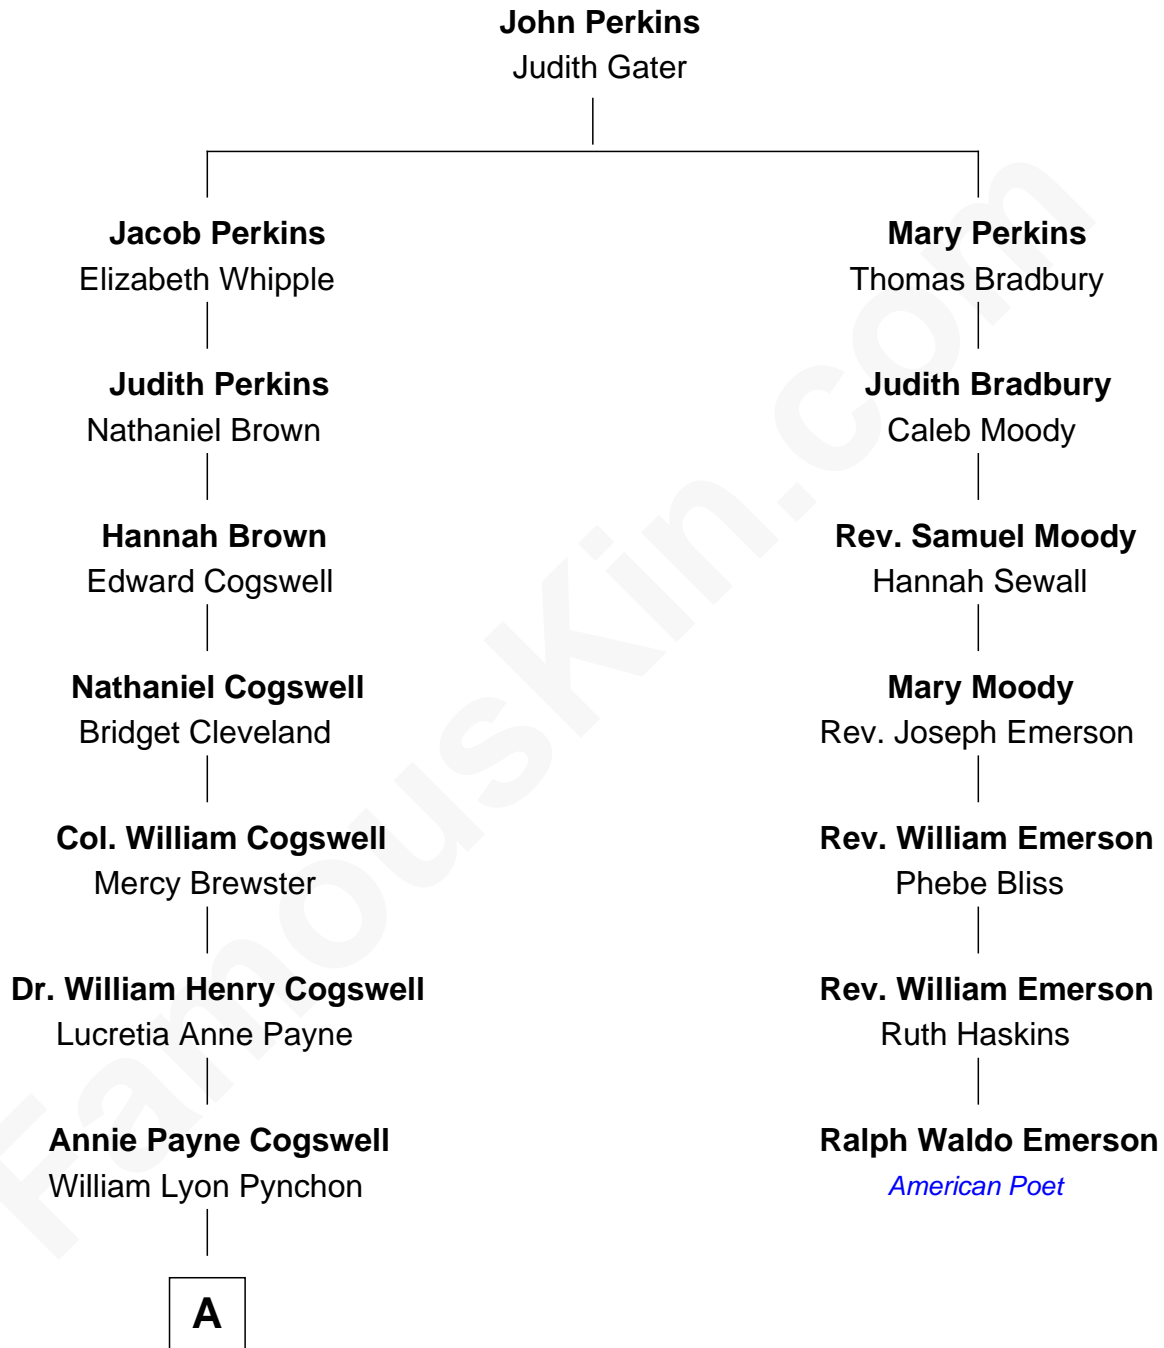 John Perkins
Judith Gater
Jacob Perkins
Elizabeth Whipple
Judith Perkins
Nathaniel Brown
Hannah Brown
Edward Cogswell
Nathaniel Cogswell
Bridget Cleveland
Col. William Cogswell
Mercy Brewster
Dr. William Henry Cogswell
Lucretia Anne Payne
Annie Payne Cogswell
William Lyon Pynchon
A
Mary Perkins
Thomas Bradbury
Judith Bradbury
Caleb Moody
Rev. Samuel Moody
Hannah Sewall
Mary Moody
Rev. Joseph Emerson
Rev. William Emerson
Phebe Bliss
Rev. William Emerson
Ruth Haskins
Ralph Waldo Emerson
American Poet
FamousKin.com